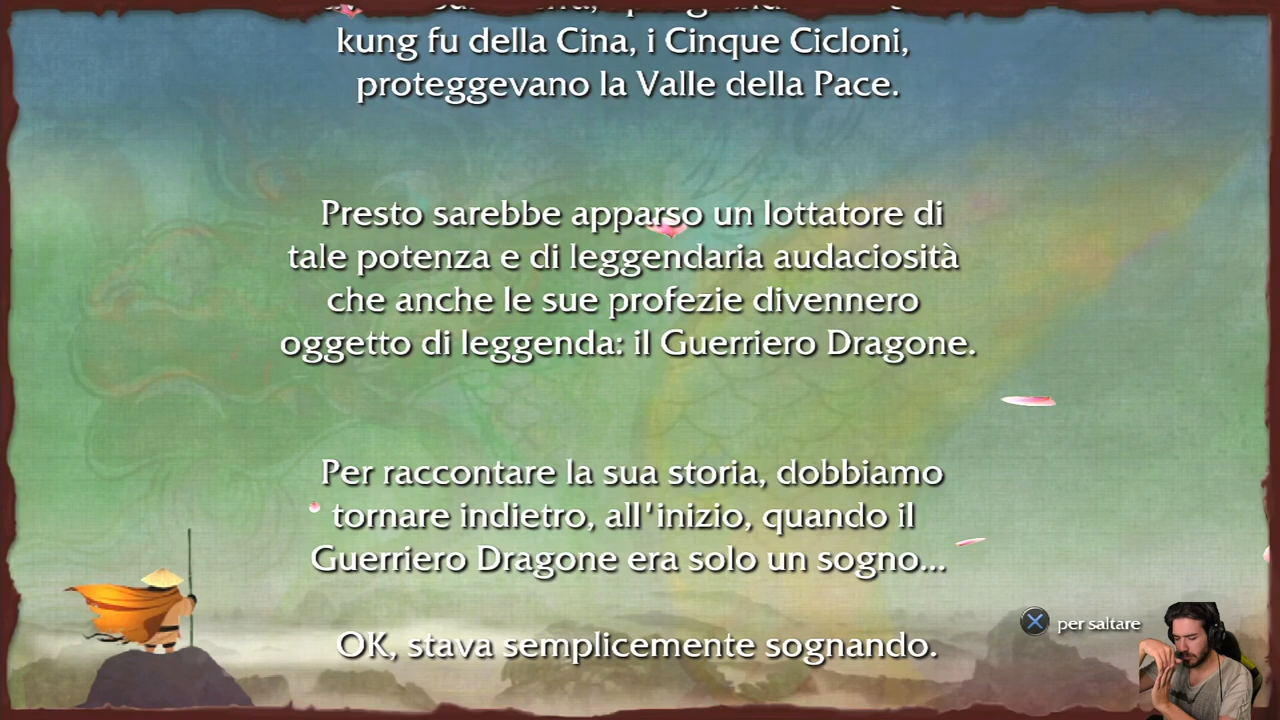 kung fu della Cina, i Cinque Cicloni,
proteggevano la Valle della Pace.
Presto sarebbe apparso un lottatore di
tale potenza e di leggendaria audaciosità
che anche le sue profezie divennero
oggetto di leggenda: il Guerriero Dragone.
Per raccontare la sua storia, dobbiamo
tornare indietro, all'inizio, quando il
Guerriero Dragone era solo un sogno...
per saltare
OK, stava semplicemente sognando.